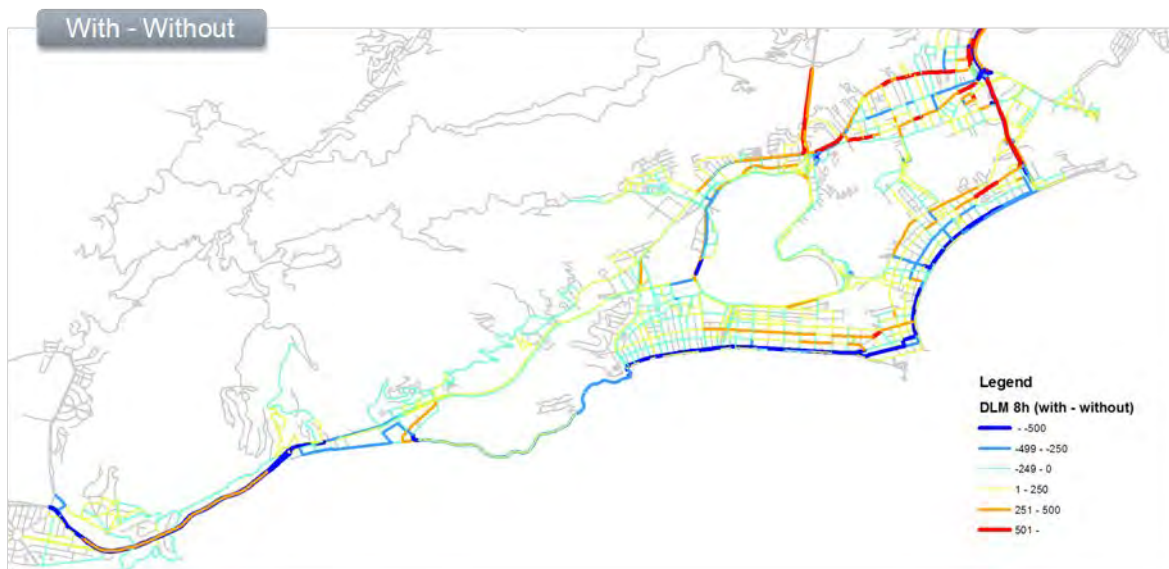 With - Without
Legend
DLM 8h (with - without)
- -500
-499 - -250
-249 - 0
1 - 250
251 - 500
501 -